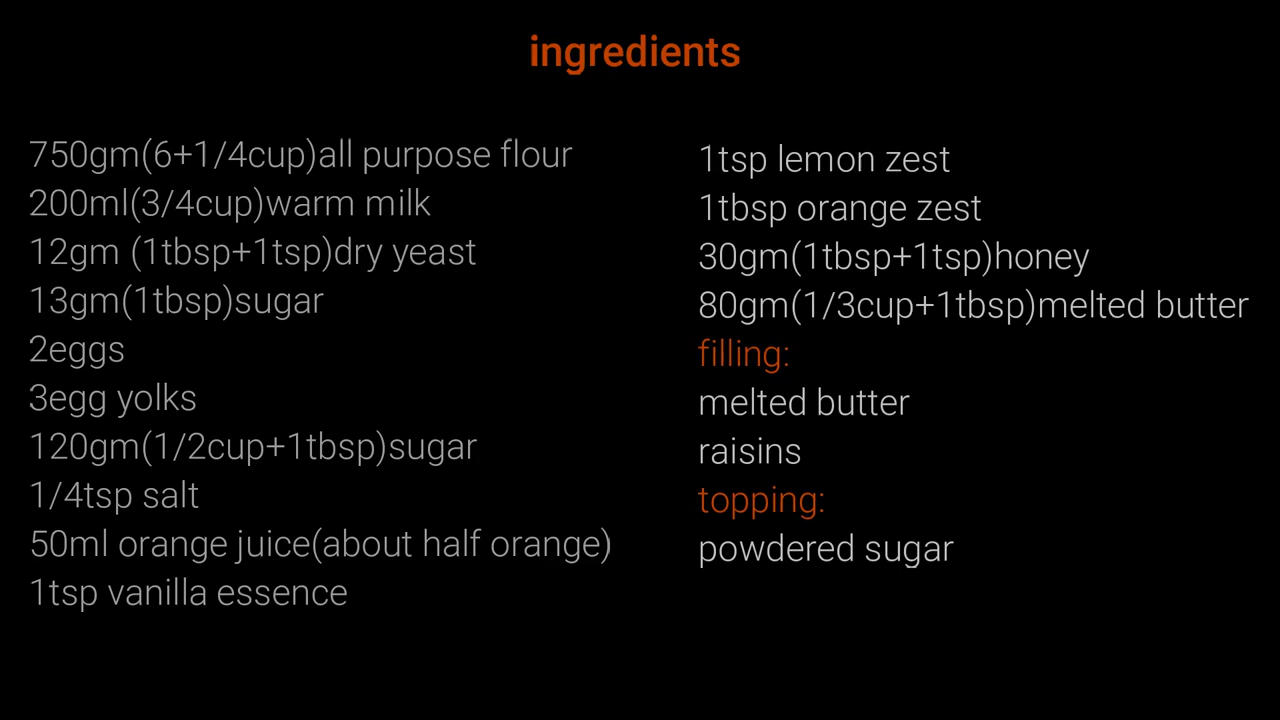 ingredients
750gm(6+1/4cup)all purpose flour
200ml(3/4cup)warm milk
12gm (1tbsp+1tsp)dry yeast
13gm(1tbsp)sugar
2eggs
3egg yolks
120gm(1/2cup+1tbsp)sugar
1/4tsp salt
50ml orange juice(about half orange)
1tsp vanilla essence
1tsp lemon zest
1tbsp orange zest
30gm(1tbsp+1tsp)honey
80gm(1/3cup+1tbsp)melted butter
filling:
melted butter
raisins
topping:
powdered sugar